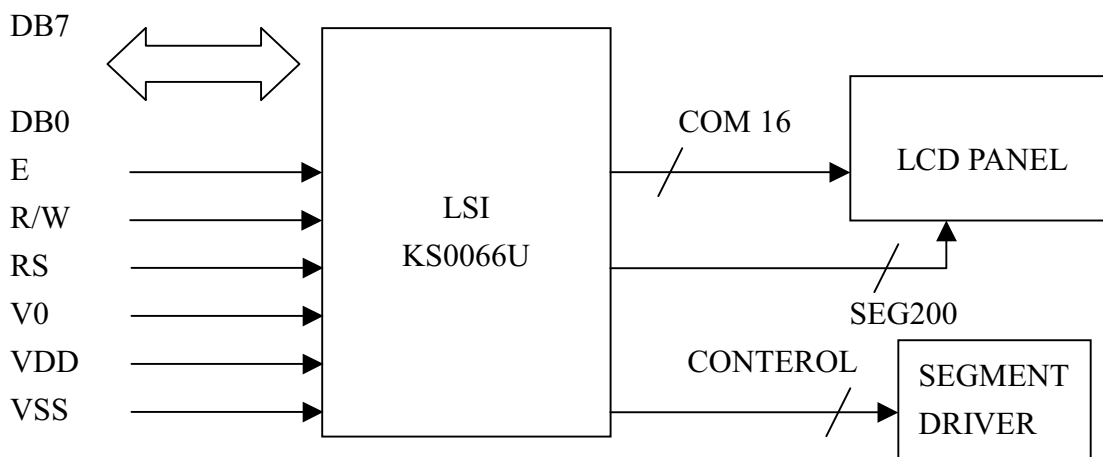 DB7
DB0
E
R/W
RS
V0
VDD
VSS
LSI
KS0066U
COM 16
LCD PANEL
SEG200
CONTEROL
SEGMENT
DRIVER